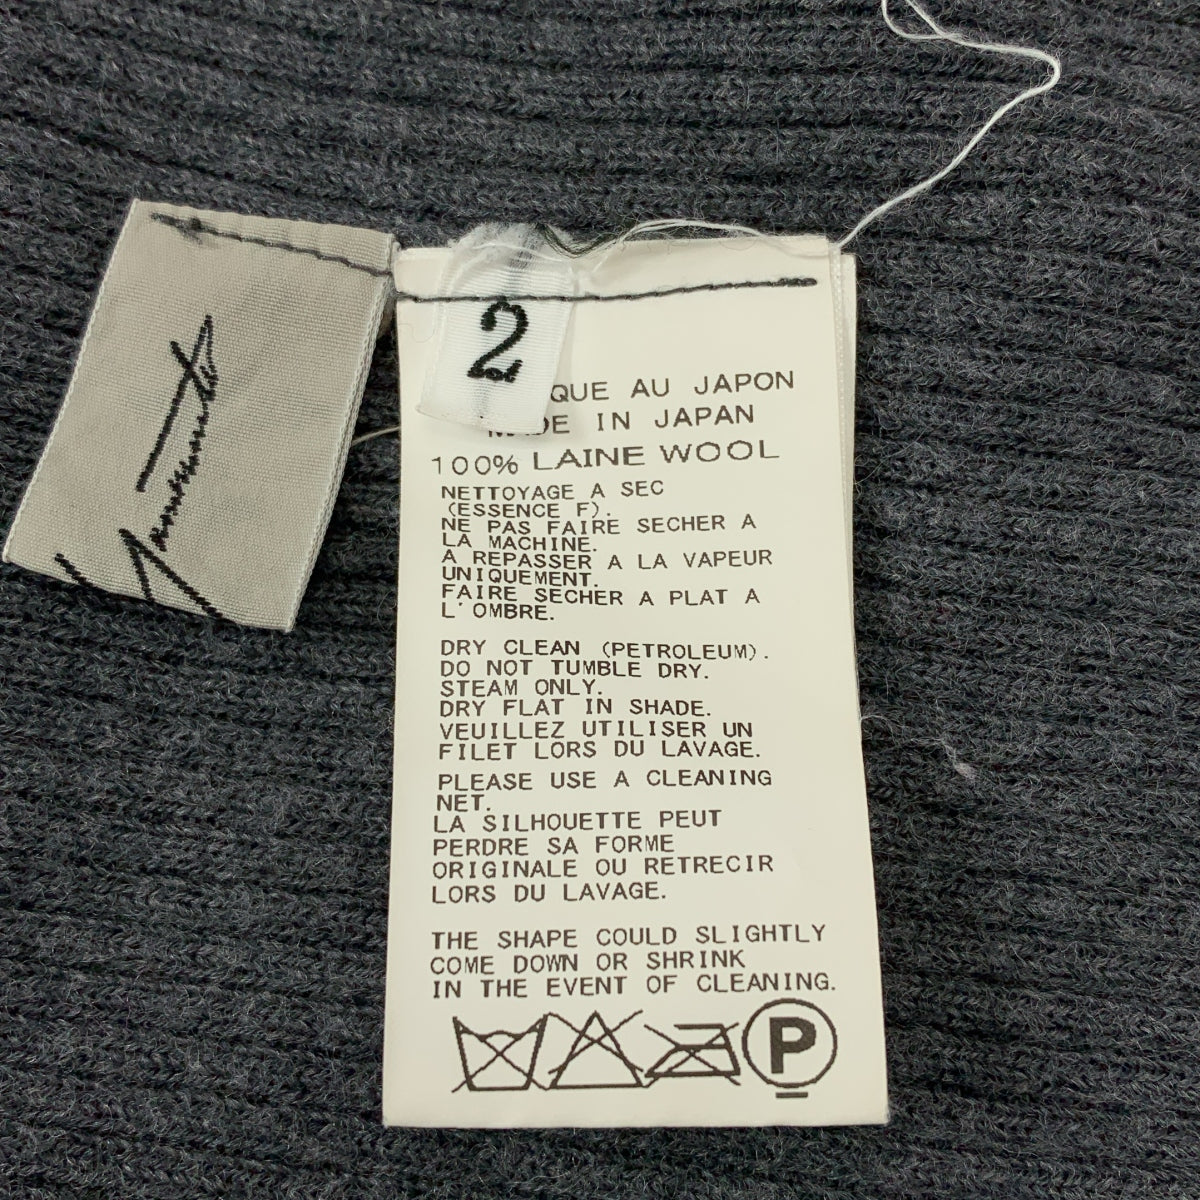 Yamamoto
2
QUE AU JAPON
MADE IN JAPAN
100% LAINE WOOL
NETTOYAGE A SEC
(ESSENCE F).
NE PAS FAIRE SECHER A
LA MACHINE.
A REPASSER A LA VAPEUR
UNIQUEMENT.
FAIRE SECHER A PLAT A
L'OMBRE.
DRY CLEAN (PETROLEUM).
DO NOT TUMBLE DRY.
STEAM ONLY.
DRY FLAT IN SHADE.
VEUILLEZ UTILISER UN
FILET LORS DU LAVAGE.
PLEASE USE A CLEANING
NET.
LA SILHOUETTE PEUT
PERDRE SA FORME
ORIGINALE OU RETRECIR
LORS DU LAVAGE.
THE SHAPE COULD SLIGHTLY
COME DOWN OR SHRINK
IN THE EVENT OF CLEANING.
P